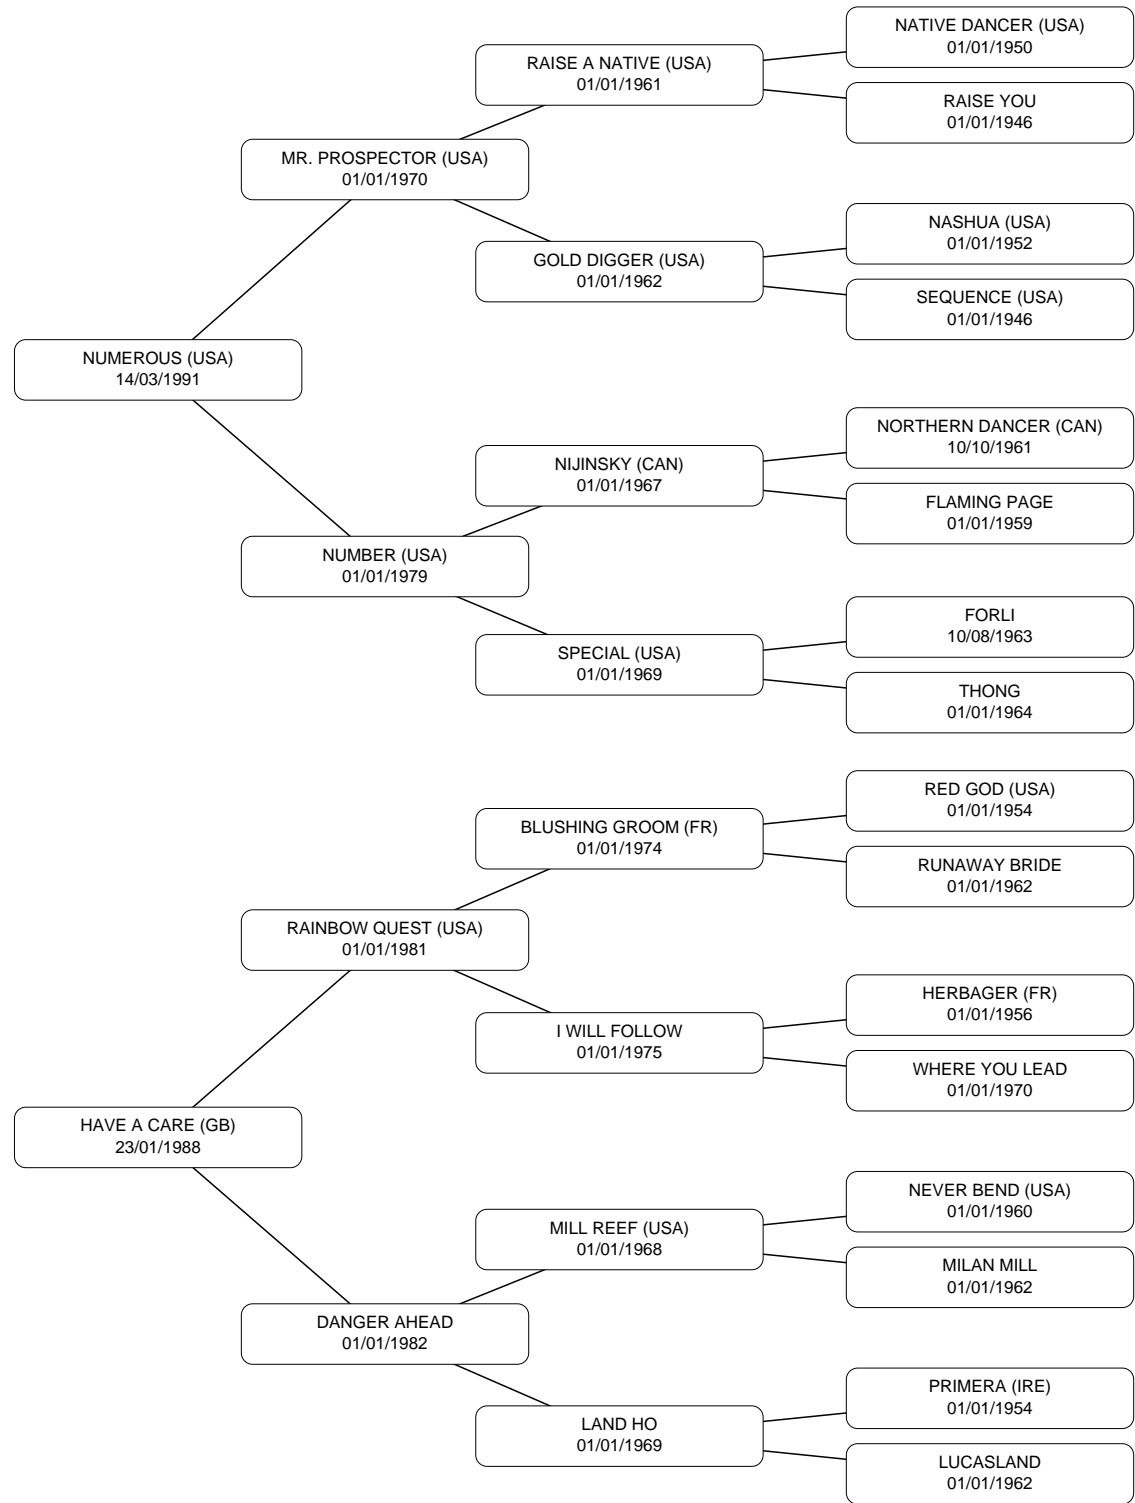 NATIVE DANCER (USA)
01/01/1950
RAISE A NATIVE (USA)
01/01/1961
RAISE YOU
01/01/1946
MR. PROSPECTOR (USA)
01/01/1970
NASHUA (USA)
01/01/1952
GOLD DIGGER (USA)
01/01/1962
SEQUENCE (USA)
01/01/1946
NUMEROUS (USA)
14/03/1991
NORTHERN DANCER (CAN)
10/10/1961
NIJINSKY (CAN)
01/01/1967
FLAMING PAGE
01/01/1959
NUMBER (USA)
01/01/1979
FORLI
10/08/1963
SPECIAL (USA)
01/01/1969
THONG
01/01/1964
RED GOD (USA)
01/01/1954
BLUSHING GROOM (FR)
01/01/1974
RUNAWAY BRIDE
01/01/1962
RAINBOW QUEST (USA)
01/01/1981
HERBAGER (FR)
01/01/1956
I WILL FOLLOW
01/01/1975
WHERE YOU LEAD
01/01/1970
HAVE A CARE (GB)
23/01/1988
NEVER BEND (USA)
01/01/1960
MILL REEF (USA)
01/01/1968
MILAN MILL
01/01/1962
DANGER AHEAD
01/01/1982
PRIMERA (IRE)
01/01/1954
LAND HO
01/01/1969
LUCASLAND
01/01/1962